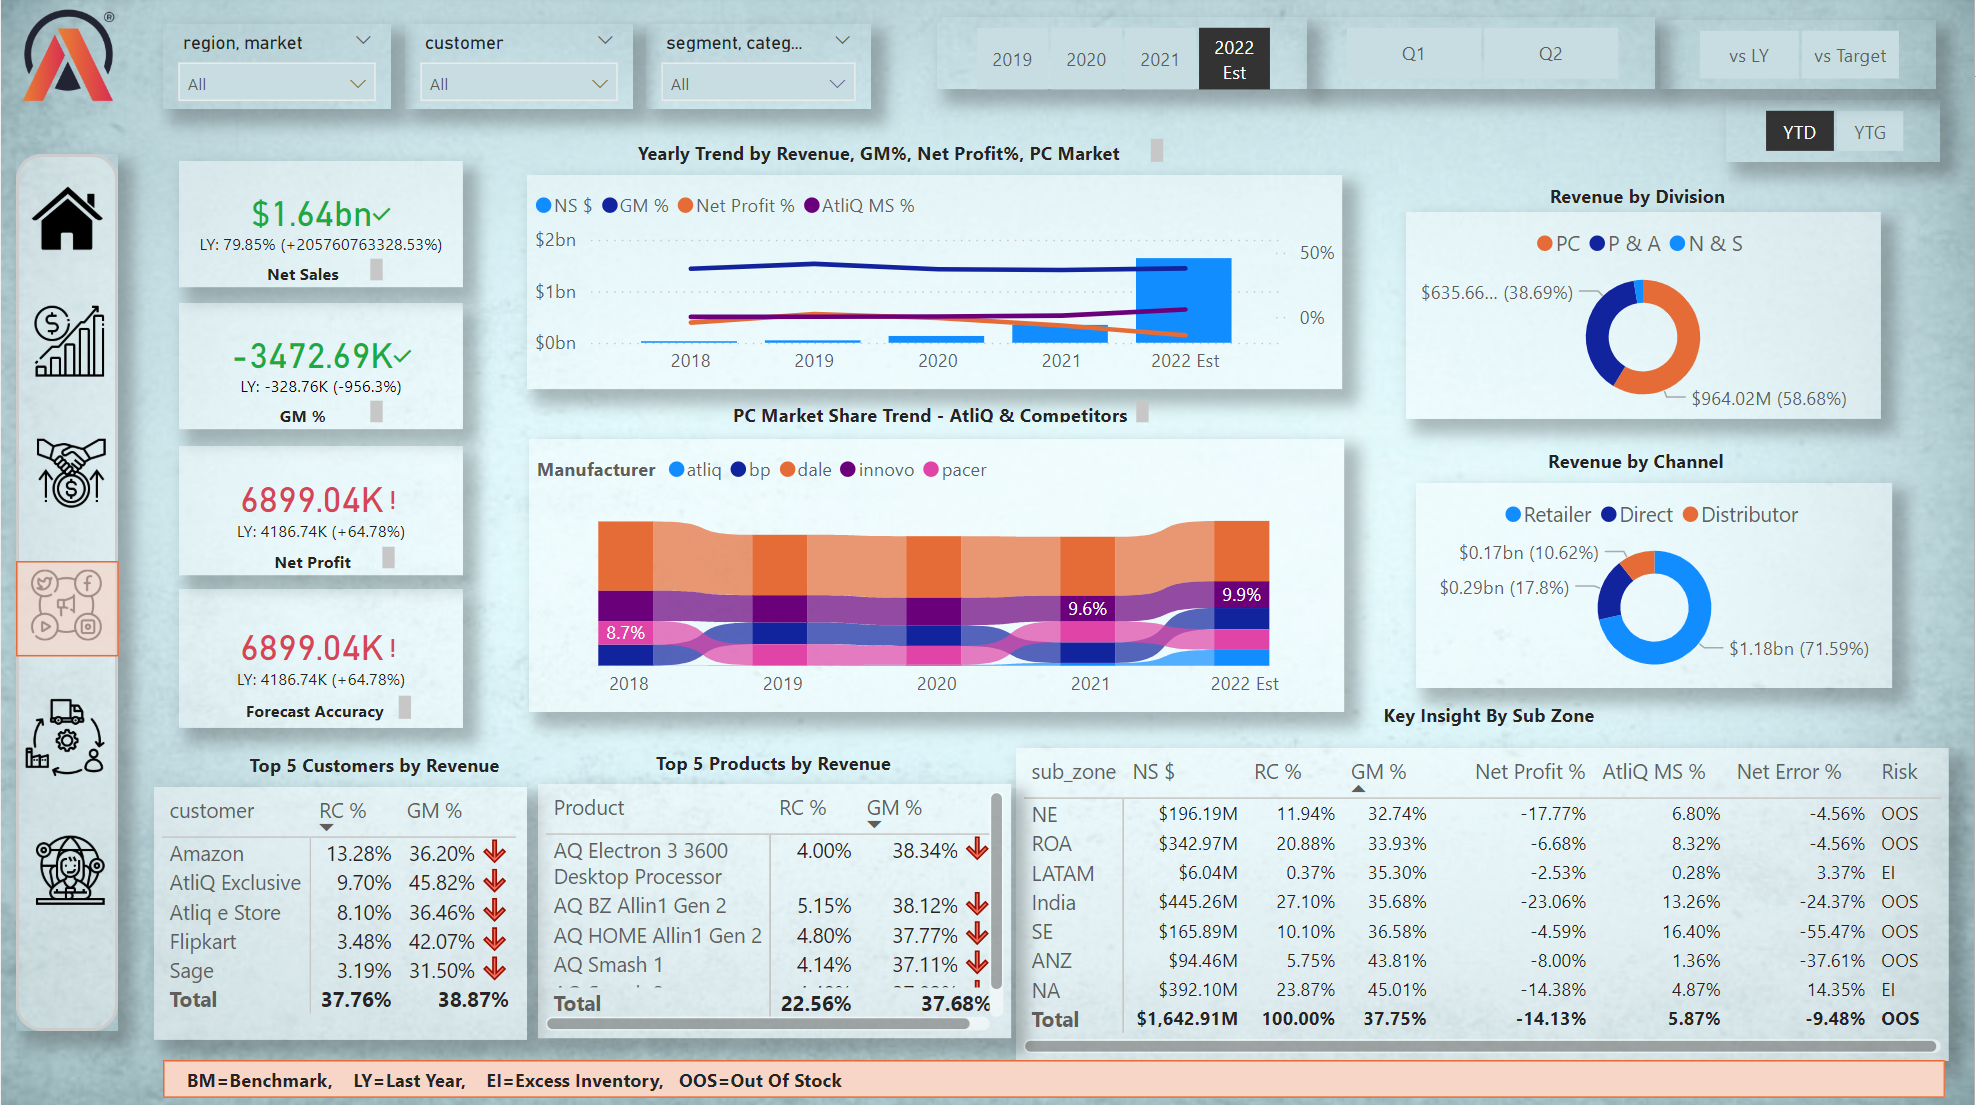 ®
region, market
All
customer
All
segment, categ...
All
2019
2020
2021
2022
Est
Q1
Q2
vs LY
vs Target
YTD
YTG
$1.64bn
LY: 79.85% (+205760763328.53%)
Net Sales
-3472.69K
LY: -328.76K (-956.3%)
GM %
6899.04K!
LY: 4186.74K (+64.78%)
Net Profit
6899.04K!
LY: 4186.74K (+64.78%)
Forecast Accuracy
Yearly Trend by Revenue, GM%, Net Profit%, PC Market
NS $ GM % Net Profit % AtliQ MS %
$2bn
$1bn
$0bn
50%
0%
2018 2019 2020 2021 2022 Est
PC Market Share Trend - AtliQ & Competitors
Manufacturer atliq bp dale innovo pacer
8.7%
9.6%
9.9%
2018 2019 2020 2021 2022 Est
Revenue by Division
PC P & A N & S
$635.66... (38.69%)
$964.02M (58.68%)
Revenue by Channel
Retailer Direct Distributor
$0.17bn (10.62%)
$0.29bn (17.8%)
$1.18bn (71.59%)
Top 5 Customers by Revenue
customer RC % GM %
Amazon 13.28% 36.20%
AtliQ Exclusive 9.70% 45.82%
Atliq e Store 8.10% 36.46%
Flipkart 3.48% 42.07%
Sage 3.19% 31.50%
Total 37.76% 38.87%
Top 5 Products by Revenue
Product RC % GM %
AQ Electron 3 3600 4.00% 38.34%
Desktop Processor
AQ BZ Allin1 Gen 2 5.15% 38.12%
AQ HOME Allin1 Gen 2 4.80% 37.77%
AQ Smash 1 4.14% 37.11%
Total 22.56% 37.68%
Key Insight By Sub Zone
sub_zone NS $ RC % GM % Net Profit % AtliQ MS % Net Error % Risk
NE $196.19M 11.94% 32.74% -17.77% 6.80% -4.56% OOS
ROA $342.97M 20.88% 33.93% -6.68% 8.32% -4.56% OOS
LATAM $6.04M 0.37% 35.30% -2.53% 0.28% 3.37% EI
India $445.26M 27.10% 35.68% -23.06% 13.26% -24.37% OOS
SE $165.89M 10.10% 36.58% -4.59% 16.40% -55.47% OOS
ANZ $94.46M 5.75% 43.81% -8.00% 1.36% -37.61% OOS
NA $392.10M 23.87% 45.01% -14.38% 4.87% 14.35% EI
Total $1,642.91M 100.00% 37.75% -14.13% 5.87% -9.48% OOS
BM=Benchmark, LY=Last Year, EI=Excess Inventory, OOS=Out Of Stock